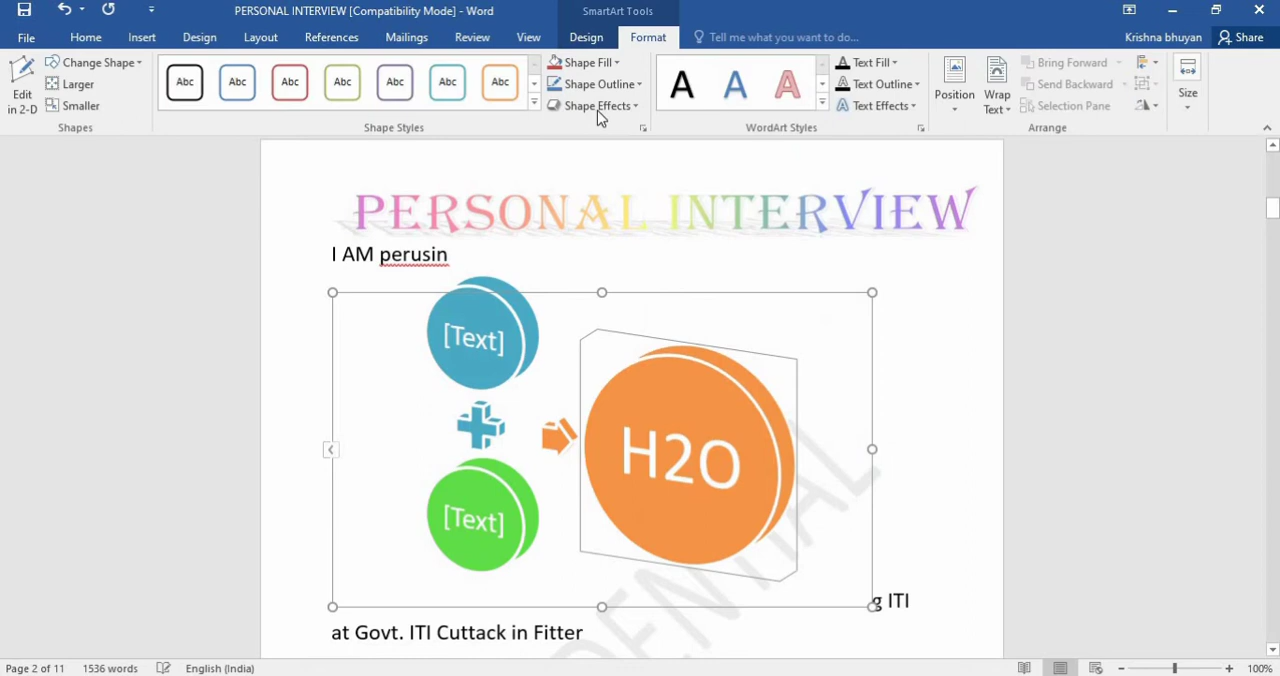 PERSONAL INTERVIEW [Compatibility Mode] - Word
SmartArt Tools
File Home Insert Design Layout References Mailings Review View Design Format Tell me what you want to do... Krishna bhuyan Share
Edit in 2-D
Change Shape
Larger
Smaller
Shapes
Abc Abc Abc Abc Abc Abc Abc
Shape Fill
Shape Outline
Shape Effects
Shape Styles
A A A
Text Fill
Text Outline
Text Effects
WordArt Styles
Position
Wrap Text
Bring Forward
Send Backward
Selection Pane
Arrange
Size
PERSONAL INTERVIEW
I AM perusin
[Text]
[Text]
H2O
g ITI
at Govt. ITI Cuttack in Fitter
Page 2 of 11 1536 words English (India) 100%